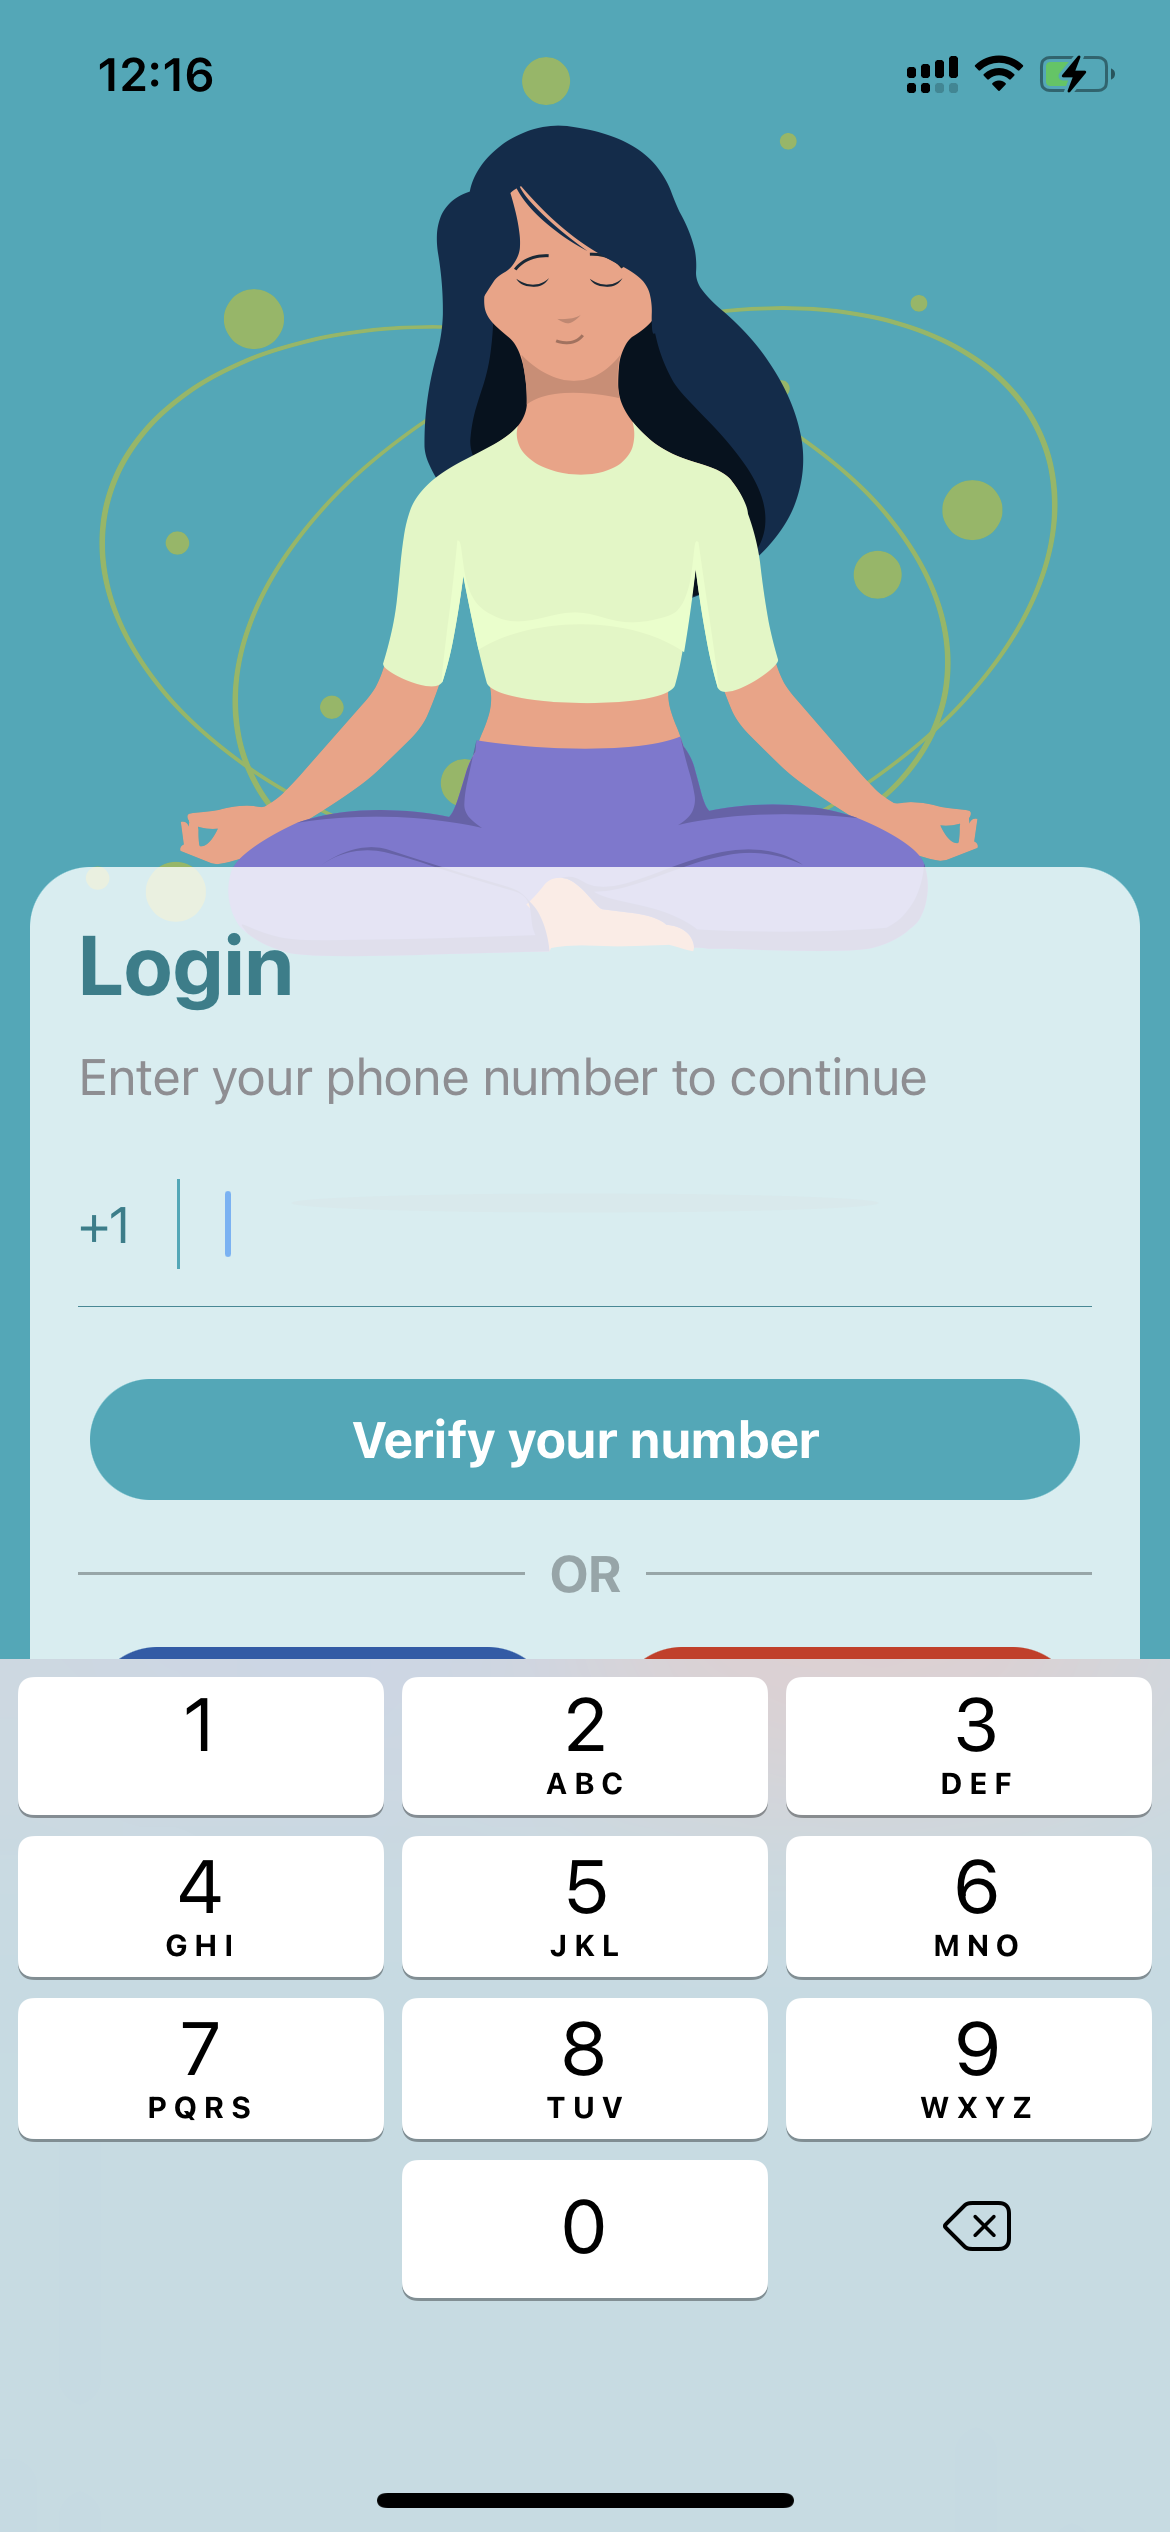 12:16
Login
Enter your phone number to continue
+1
Verify your number
OR
1
2
ABC
3
DEF
4
GHI
5
JKL
6
MNO
7
PQRS
8
TUV
9
WXYZ
0